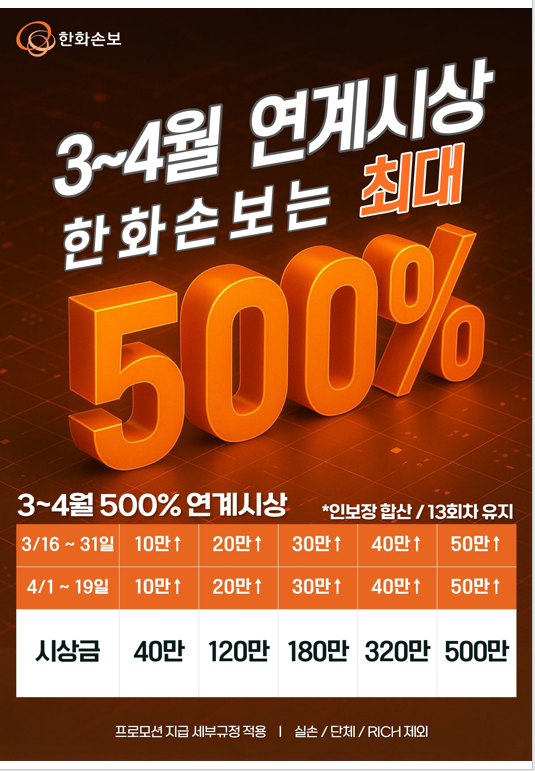 한화손보
3~4월 연계시상
한화손보는 최대
500%
3~4월 500% 연계시상 *인보장 합산 / 13회차 유지
3/16 ~ 31일 10만↑ 20만↑ 30만↑ 40만↑ 50만↑
4/1 ~ 19일 10만↑ 20만↑ 30만↑ 40만↑ 50만↑
시상금 40만 120만 180만 320만 500만
프로모션 지급 세부규정 적용 | 실손 / 단체 / RICH 제외